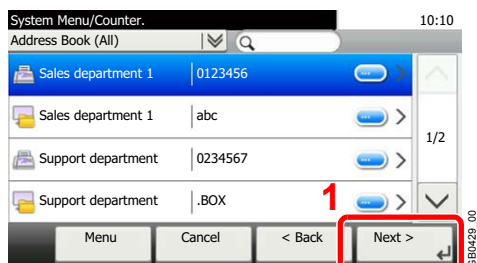 System Menu/Counter. 10:10
Address Book (All)
Sales department 1 0123456
Sales department 1 abc
1/2
Support department 0234567
Support department .BOX
1
Menu Cancel < Back Next >
GB0429_00